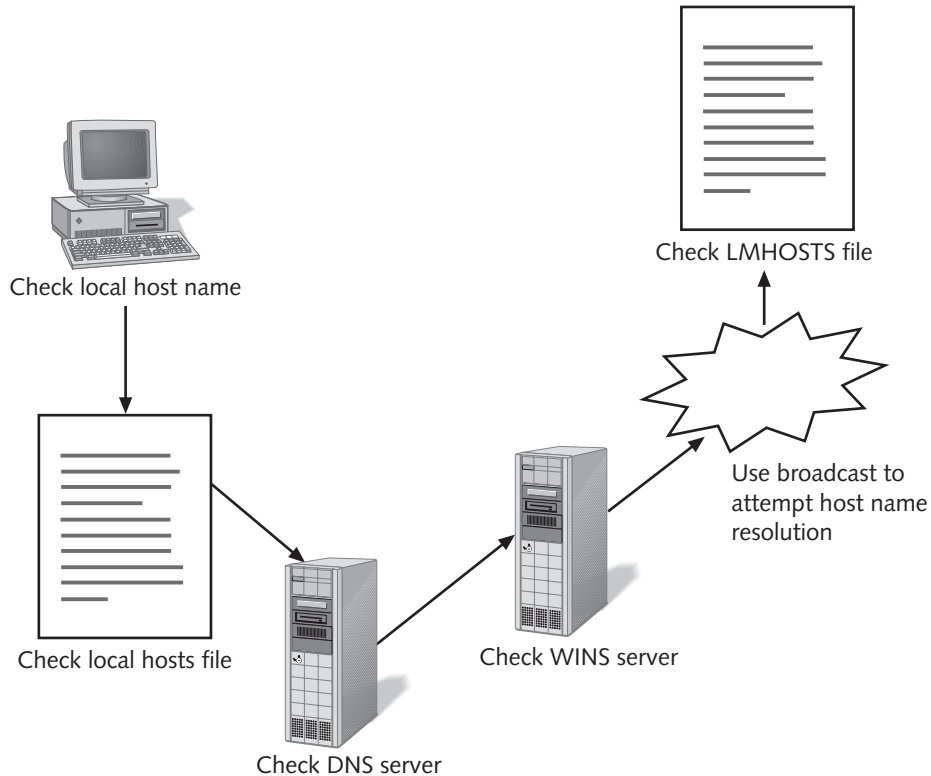 Check local host name
Check local hosts file
Check DNS server
Check WINS server
Use broadcast to
attempt host name
resolution
Check LMHOSTS file